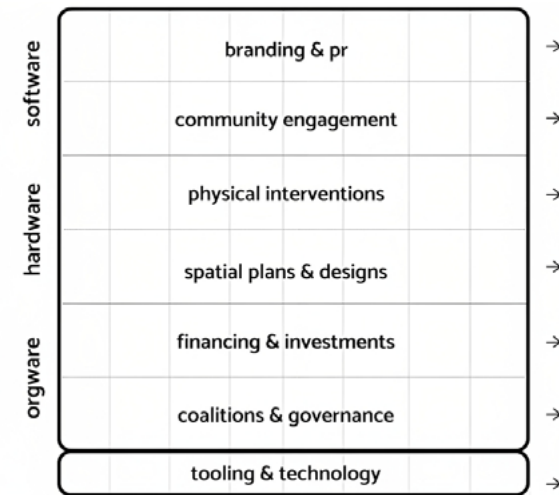 software
branding & pr
community engagement
hardware
physical interventions
spatial plans & designs
orgware
financing & investments
coalitions & governance
tooling & technology